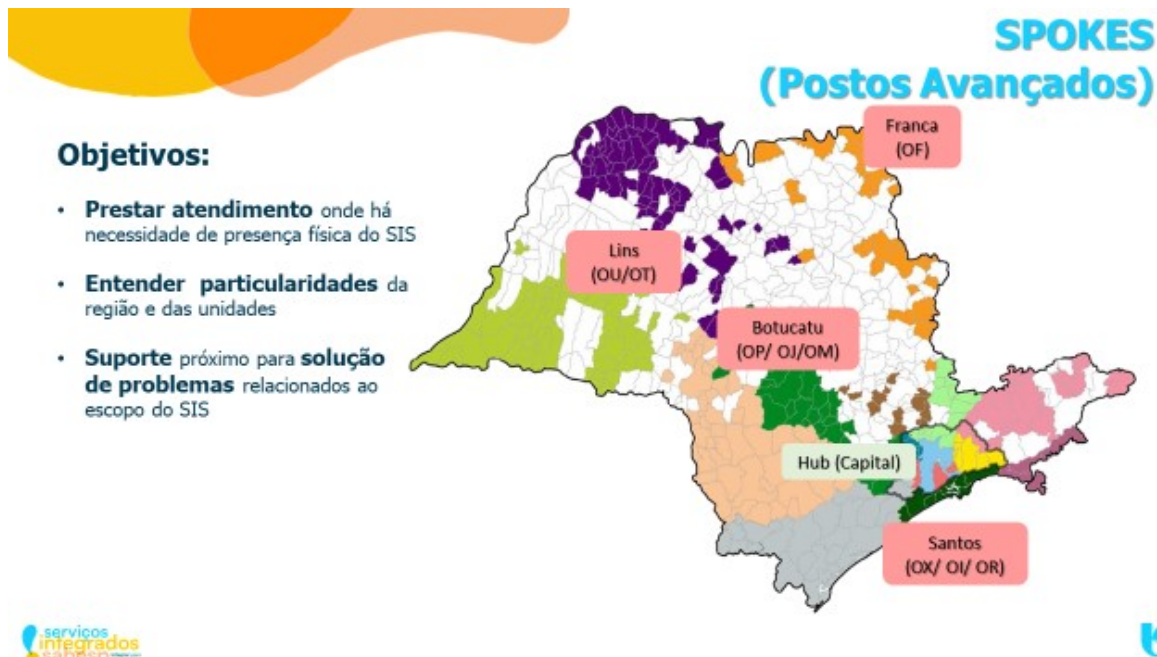 SPOKES
(Postos Avançados)
Objetivos:
• Prestar atendimento onde há
necessidade de presença física do SIS
• Entender particularidades da
região e das unidades
• Suporte próximo para solução
de problemas relacionados ao
escopo do SIS
Franca
(OF)
Lins
(OU/OT)
Botucatu
(OP/ OJ/OM)
Hub (Capital)
Santos
(OX/ OI/ OR)
serviços
integrados